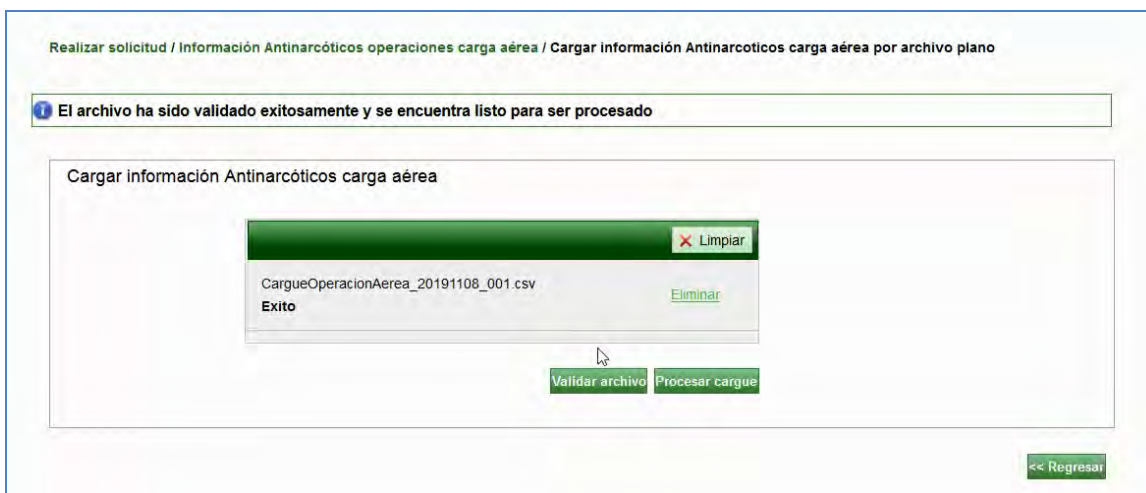 Realizar solicitud / Información Antinarcóticos operaciones carga aérea / Cargar información Antinarcoticos carga aérea por archivo plano
El archivo ha sido validado exitosamente y se encuentra listo para ser procesado
Cargar información Antinarcóticos carga aérea
Limpiar
CargueOperacionAerea_20191108_001.csv
Eliminar
Exito
Validar archivo Procesar cargue
<< Regresar